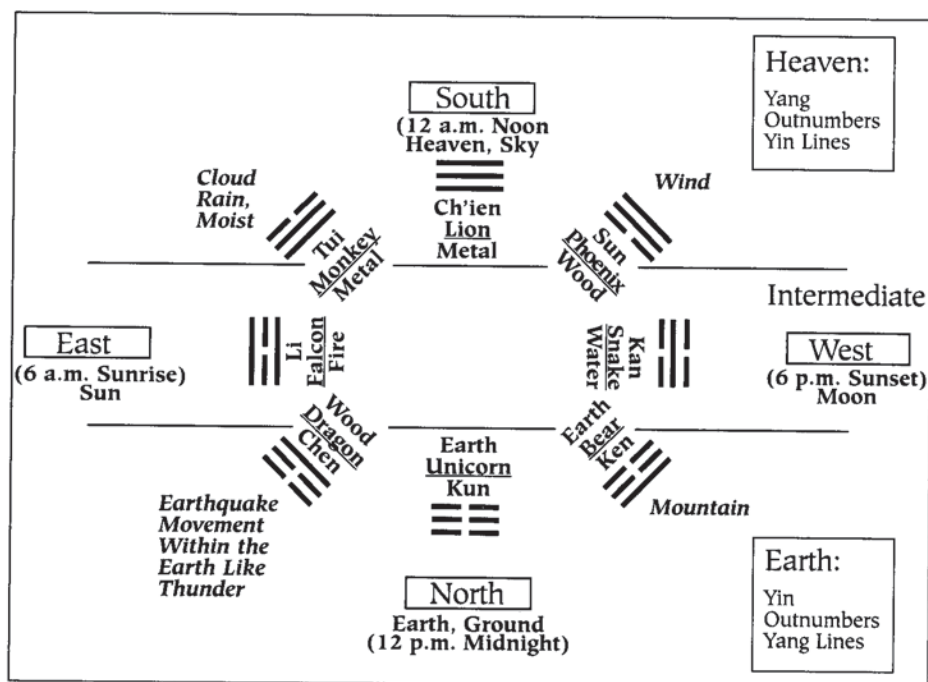 Heaven:
Yang
Outnumbers
Yin Lines
South
(12 a.m. Noon
Heaven, Sky
Cloud
Rain,
Moist
Wind
Ch'ien
Lion
Metal
Tui
Monkey
Metal
Sun
Phoenix
Wood
Intermediate
East
(6 a.m. Sunrise)
Sun
Li
Falcon
Fire
Kan
Snake
Water
West
(6 p.m. Sunset)
Moon
Wood
Dragon
Chen
Earth
Unicorn
Kun
Earth
Bear
Ken
Earthquake
Movement
Within the
Earth Like
Thunder
Mountain
North
Earth, Ground
(12 p.m. Midnight)
Earth:
Yin
Outnumbers
Yang Lines